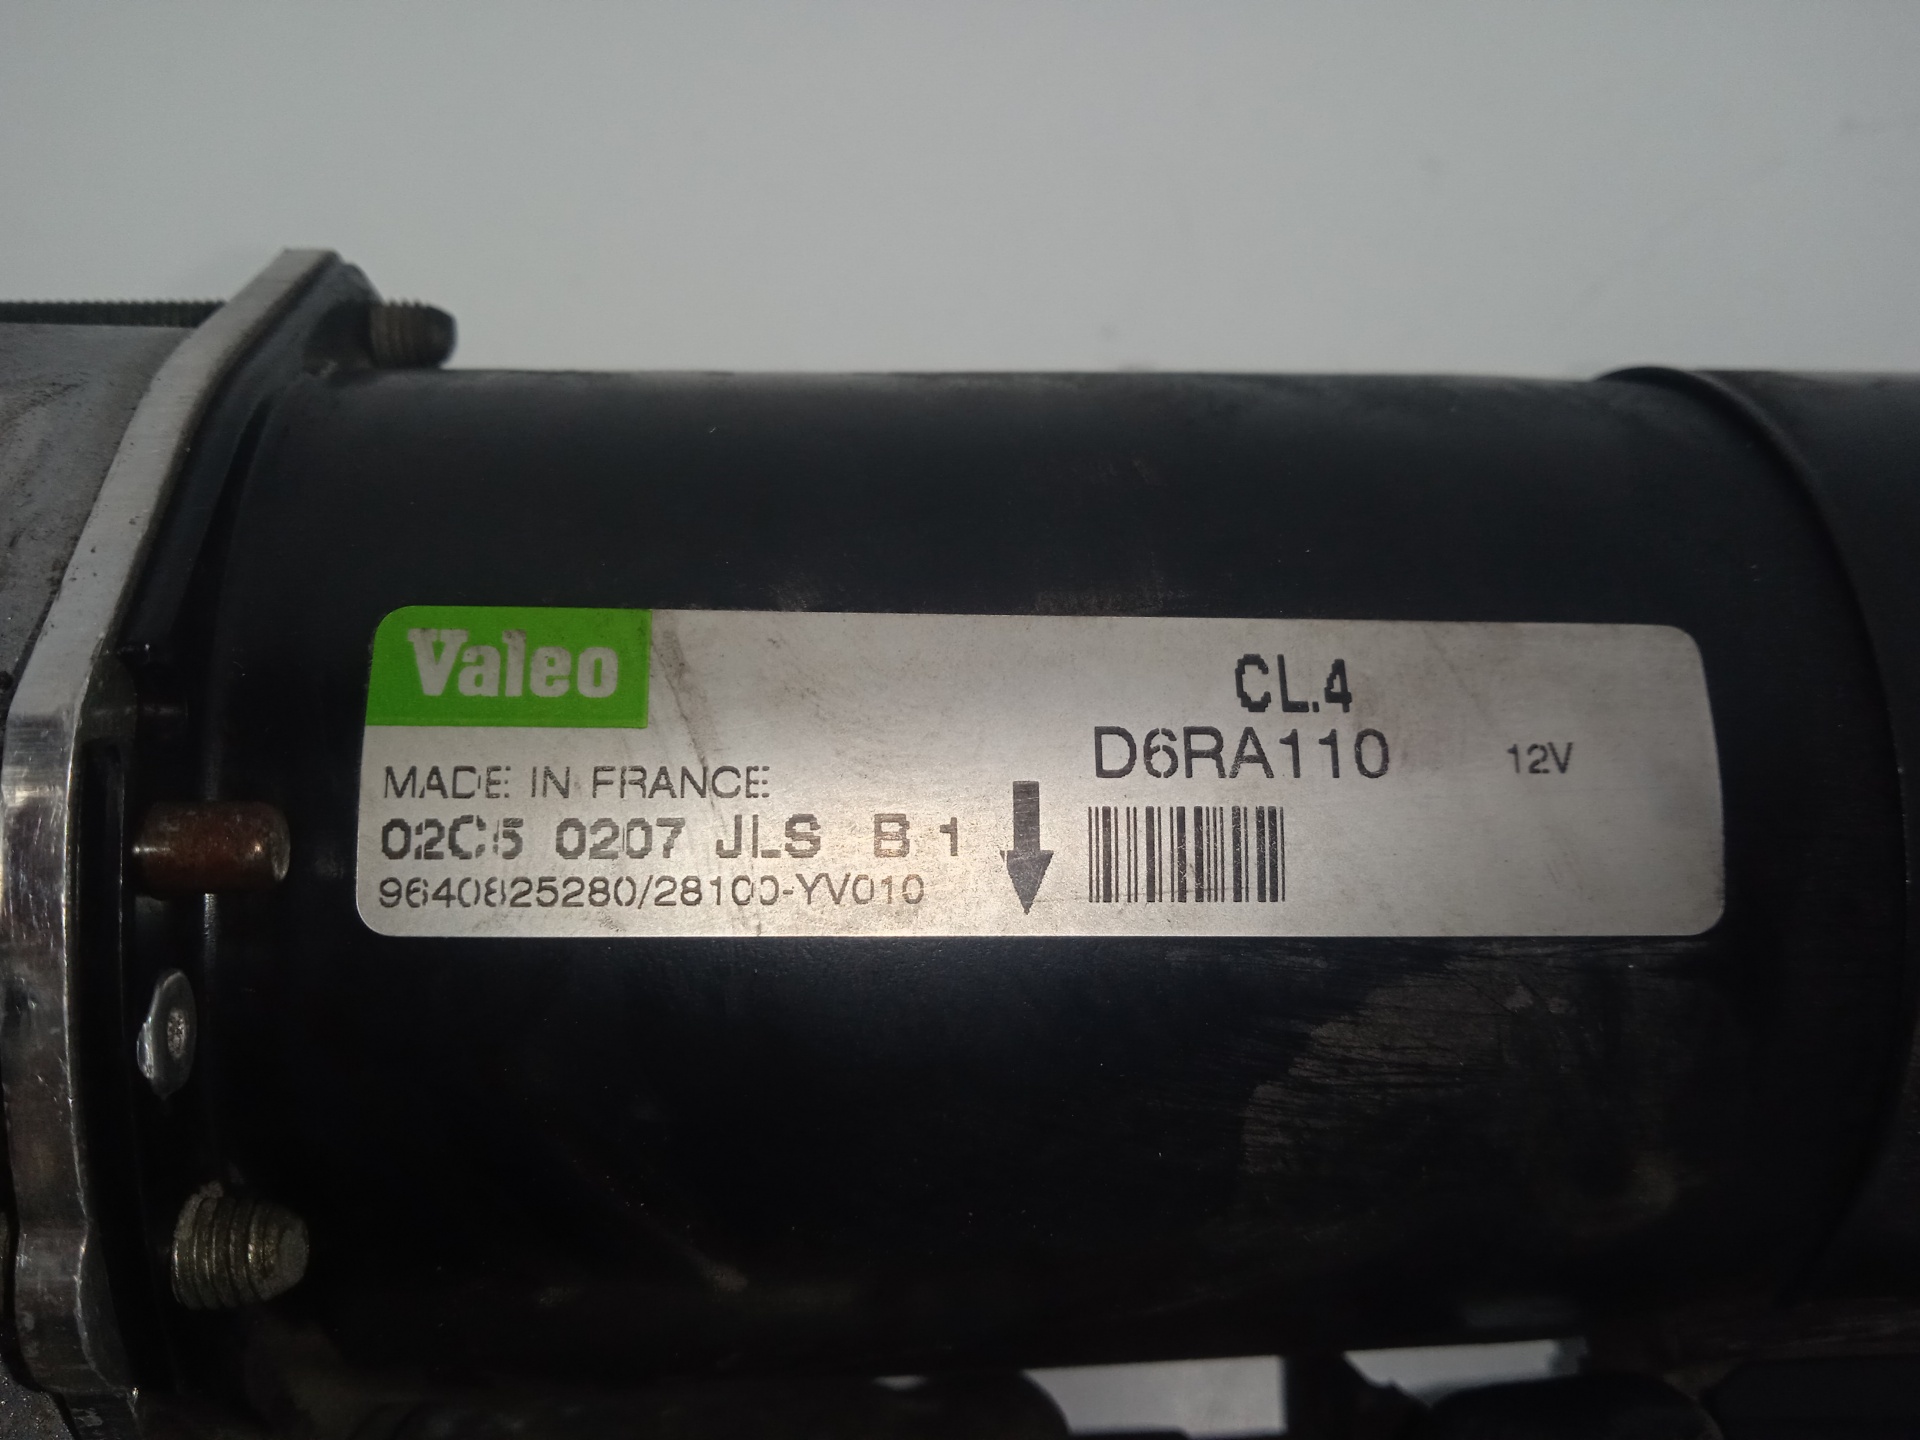 Valeo
CL.4
D6RA110 12V
MADE IN FRANCE
02C5 0207 JLS B 1
9640825280/28100-YV010